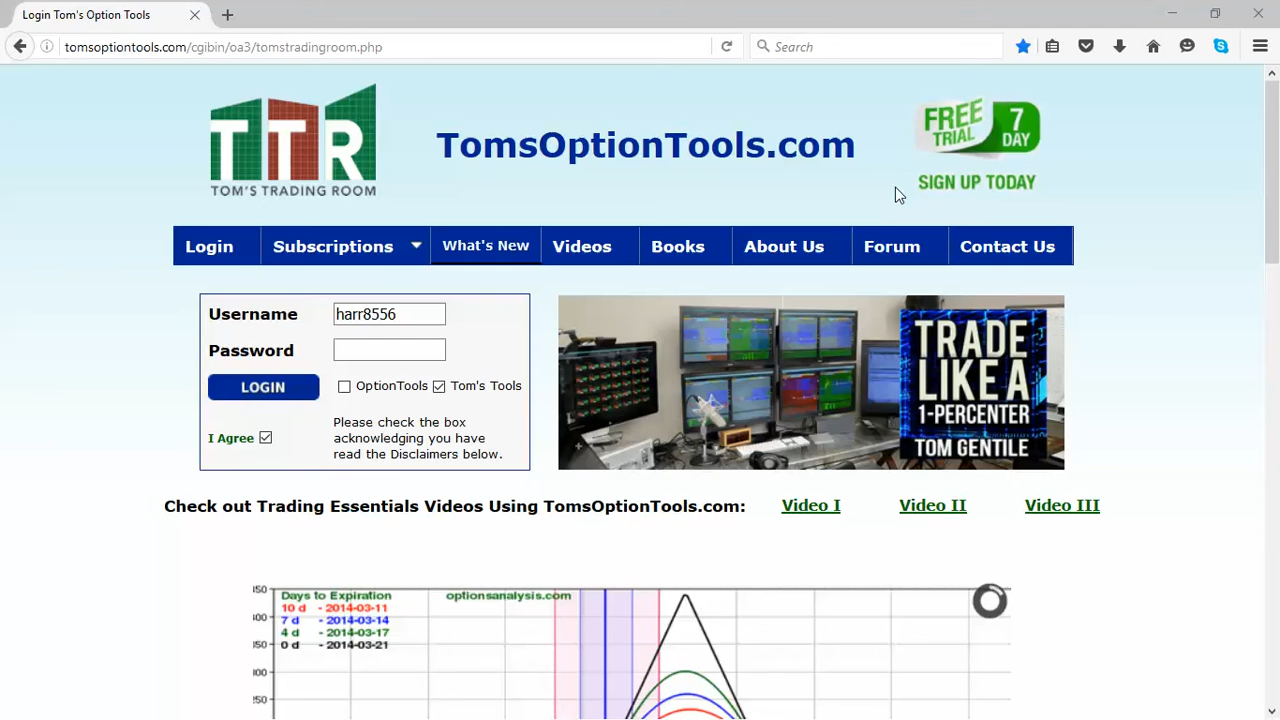 Login Tom's Option Tools
tomsoptiontools.com/cgibin/oa3/tomstradingroom.php
Search
TTR
TOM'S TRADING ROOM
TomsOptionTools.com
FREE TRIAL 7 DAY
SIGN UP TODAY
Login Subscriptions What's New Videos Books About Us Forum Contact Us
Username harr8556
Password
LOGIN OptionTools Tom's Tools
I Agree
Please check the box
acknowledging you have
read the Disclaimers below.
TRADE
LIKE A
1-PERCENTER
TOM GENTILE
Check out Trading Essentials Videos Using TomsOptionTools.com: Video I Video II Video III
Days to Expiration optionsanalysis.com
10 d - 2014-03-11
7 d - 2014-03-14
4 d - 2014-03-17
0 d - 2014-03-21